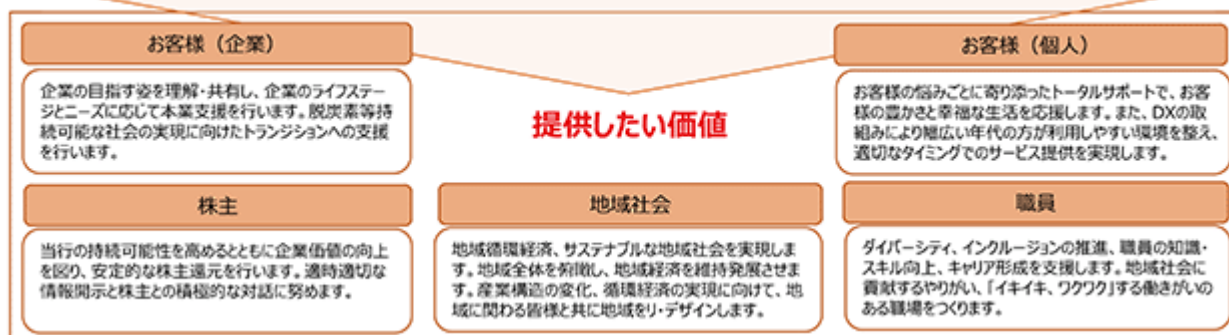 お客様（企業）
企業の目指す姿を理解・共有し、企業のライフステー
ジとニーズに応じて本業支援を行います。脱炭素等持
続可能な社会の実現に向けたトランジションへの支援
を行います。
提供したい価値
お客様（個人）
お客様の悩みごとに寄り添ったトータルサポートで、お客
様の豊かさと幸福な生活を応援します。また、DXの取
組みにより幅広い年代の方が利用しやすい環境を整え、
適切なタイミングでのサービス提供を実現します。
株主
当行の持続可能性を高めるとともに企業価値の向上
を図り、安定的な株主還元を行います。適時適切な
情報開示と株主との積極的な対話に努めます。
地域社会
地域循環経済、サステナブルな地域社会を実現しま
す。地域全体を俯瞰し、地域経済を維持発展させま
す。産業構造の変化、循環経済の実現に向けて、地
域に関わる皆様と共に地域をリ・デザインします。
職員
ダイバーシティ、インクルージョンの推進、職員の知識・
スキル向上、キャリア形成を支援します。地域社会に
貢献するやりがい、「イキイキ、ワクワク」する働きがいの
ある職場をつくります。